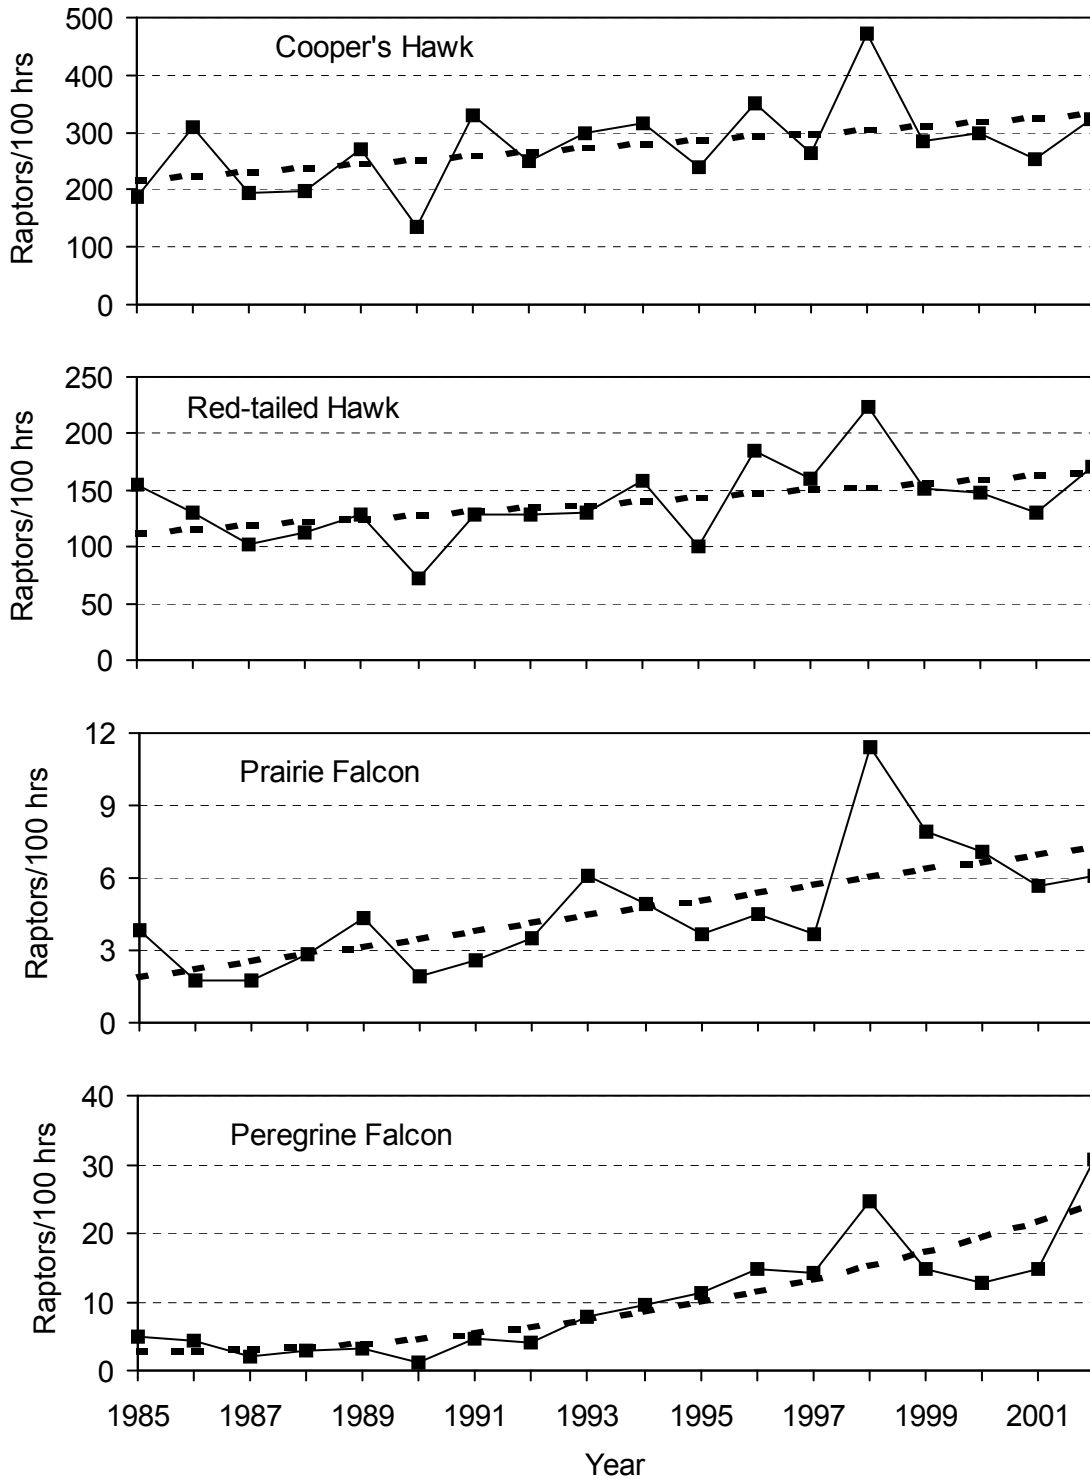 Cooper's Hawk
Raptors/100 hrs
500
400
300
200
100
0
Red-tailed Hawk
Raptors/100 hrs
250
200
150
100
50
0
Prairie Falcon
Raptors/100 hrs
12
9
6
3
0
Peregrine Falcon
Raptors/100 hrs
40
30
20
10
0
1985 1987 1989 1991 1993 1995 1997 1999 2001
Year